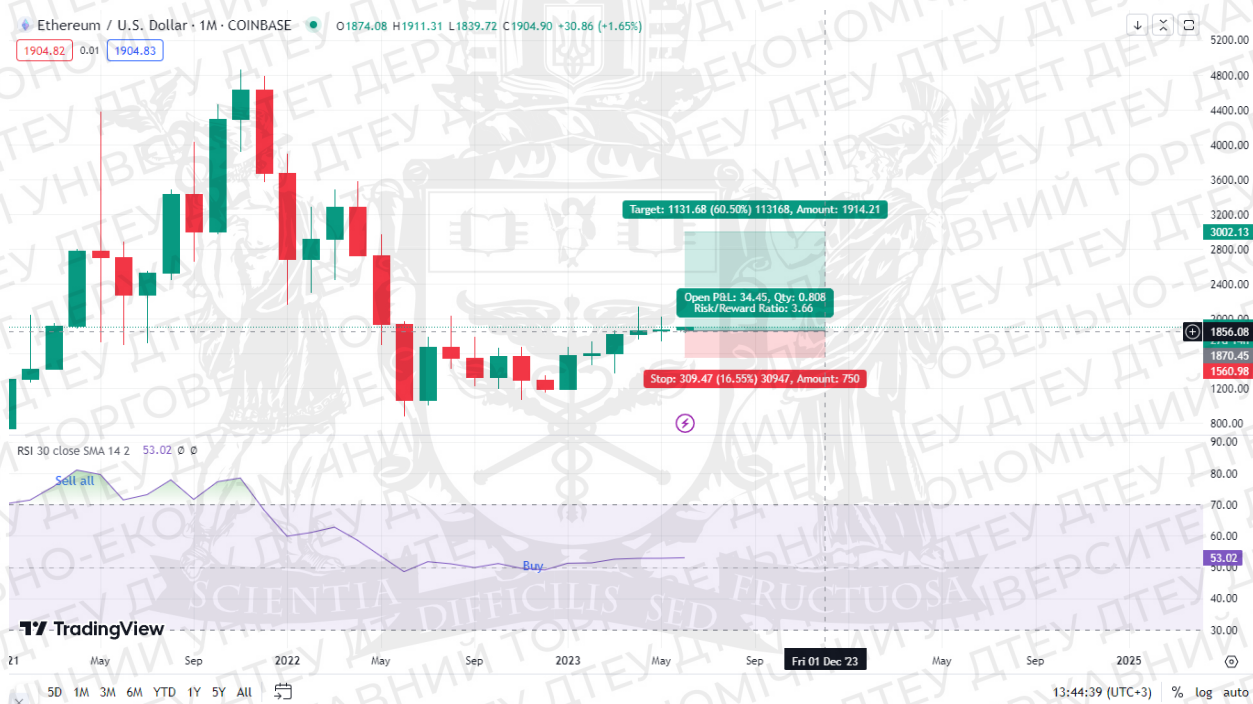 Ethereum / U.S. Dollar · 1M · COINBASE O1874.08 H1911.31 L1839.72 C1904.90 +30.86 (+1.65%)
1904.82 0.01 1904.83
5200.00
4800.00
4400.00
4000.00
3600.00
Target: 1131.68 (60.50%) 113168, Amount: 1914.21
3200.00
3002.13
2800.00
2400.00
Open P&L: 34.45, Qty: 0.808
Risk/Reward Ratio: 3.66
2000.00
1856.08
1870.45
1560.98
Stop: 309.47 (16.55%) 30947, Amount: 750
1200.00
800.00
90.00
RSI 30 close SMA 14 2 53.02 Ø Ø
80.00
Sell all
70.00
60.00
53.02
50.00
Buy
40.00
30.00
SCIENTIA DIFFICILIS SED FRUCTUOSA
TradingView
21 May Sep 2022 May Sep 2023 May Sep Fri 01 Dec '23 May Sep 2025
5D 1M 3M 6M YTD 1Y 5Y All
13:44:39 (UTC+3) % log auto